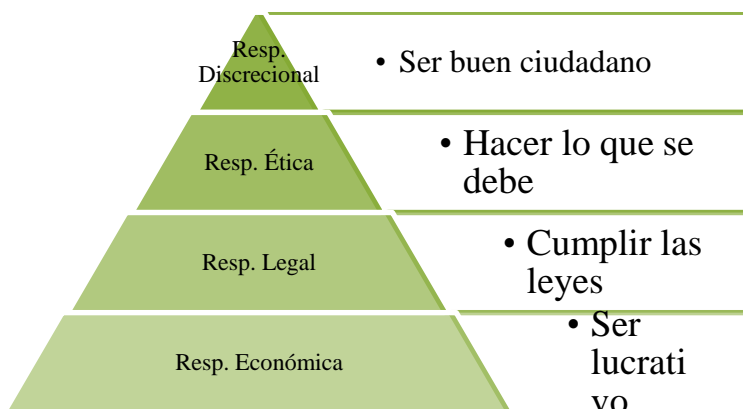 Resp.
Discrecional
• Ser buen ciudadano
Resp. Ética
• Hacer lo que se
debe
Resp. Legal
• Cumplir las
leyes
Resp. Económica
• Ser
lucrati
vo